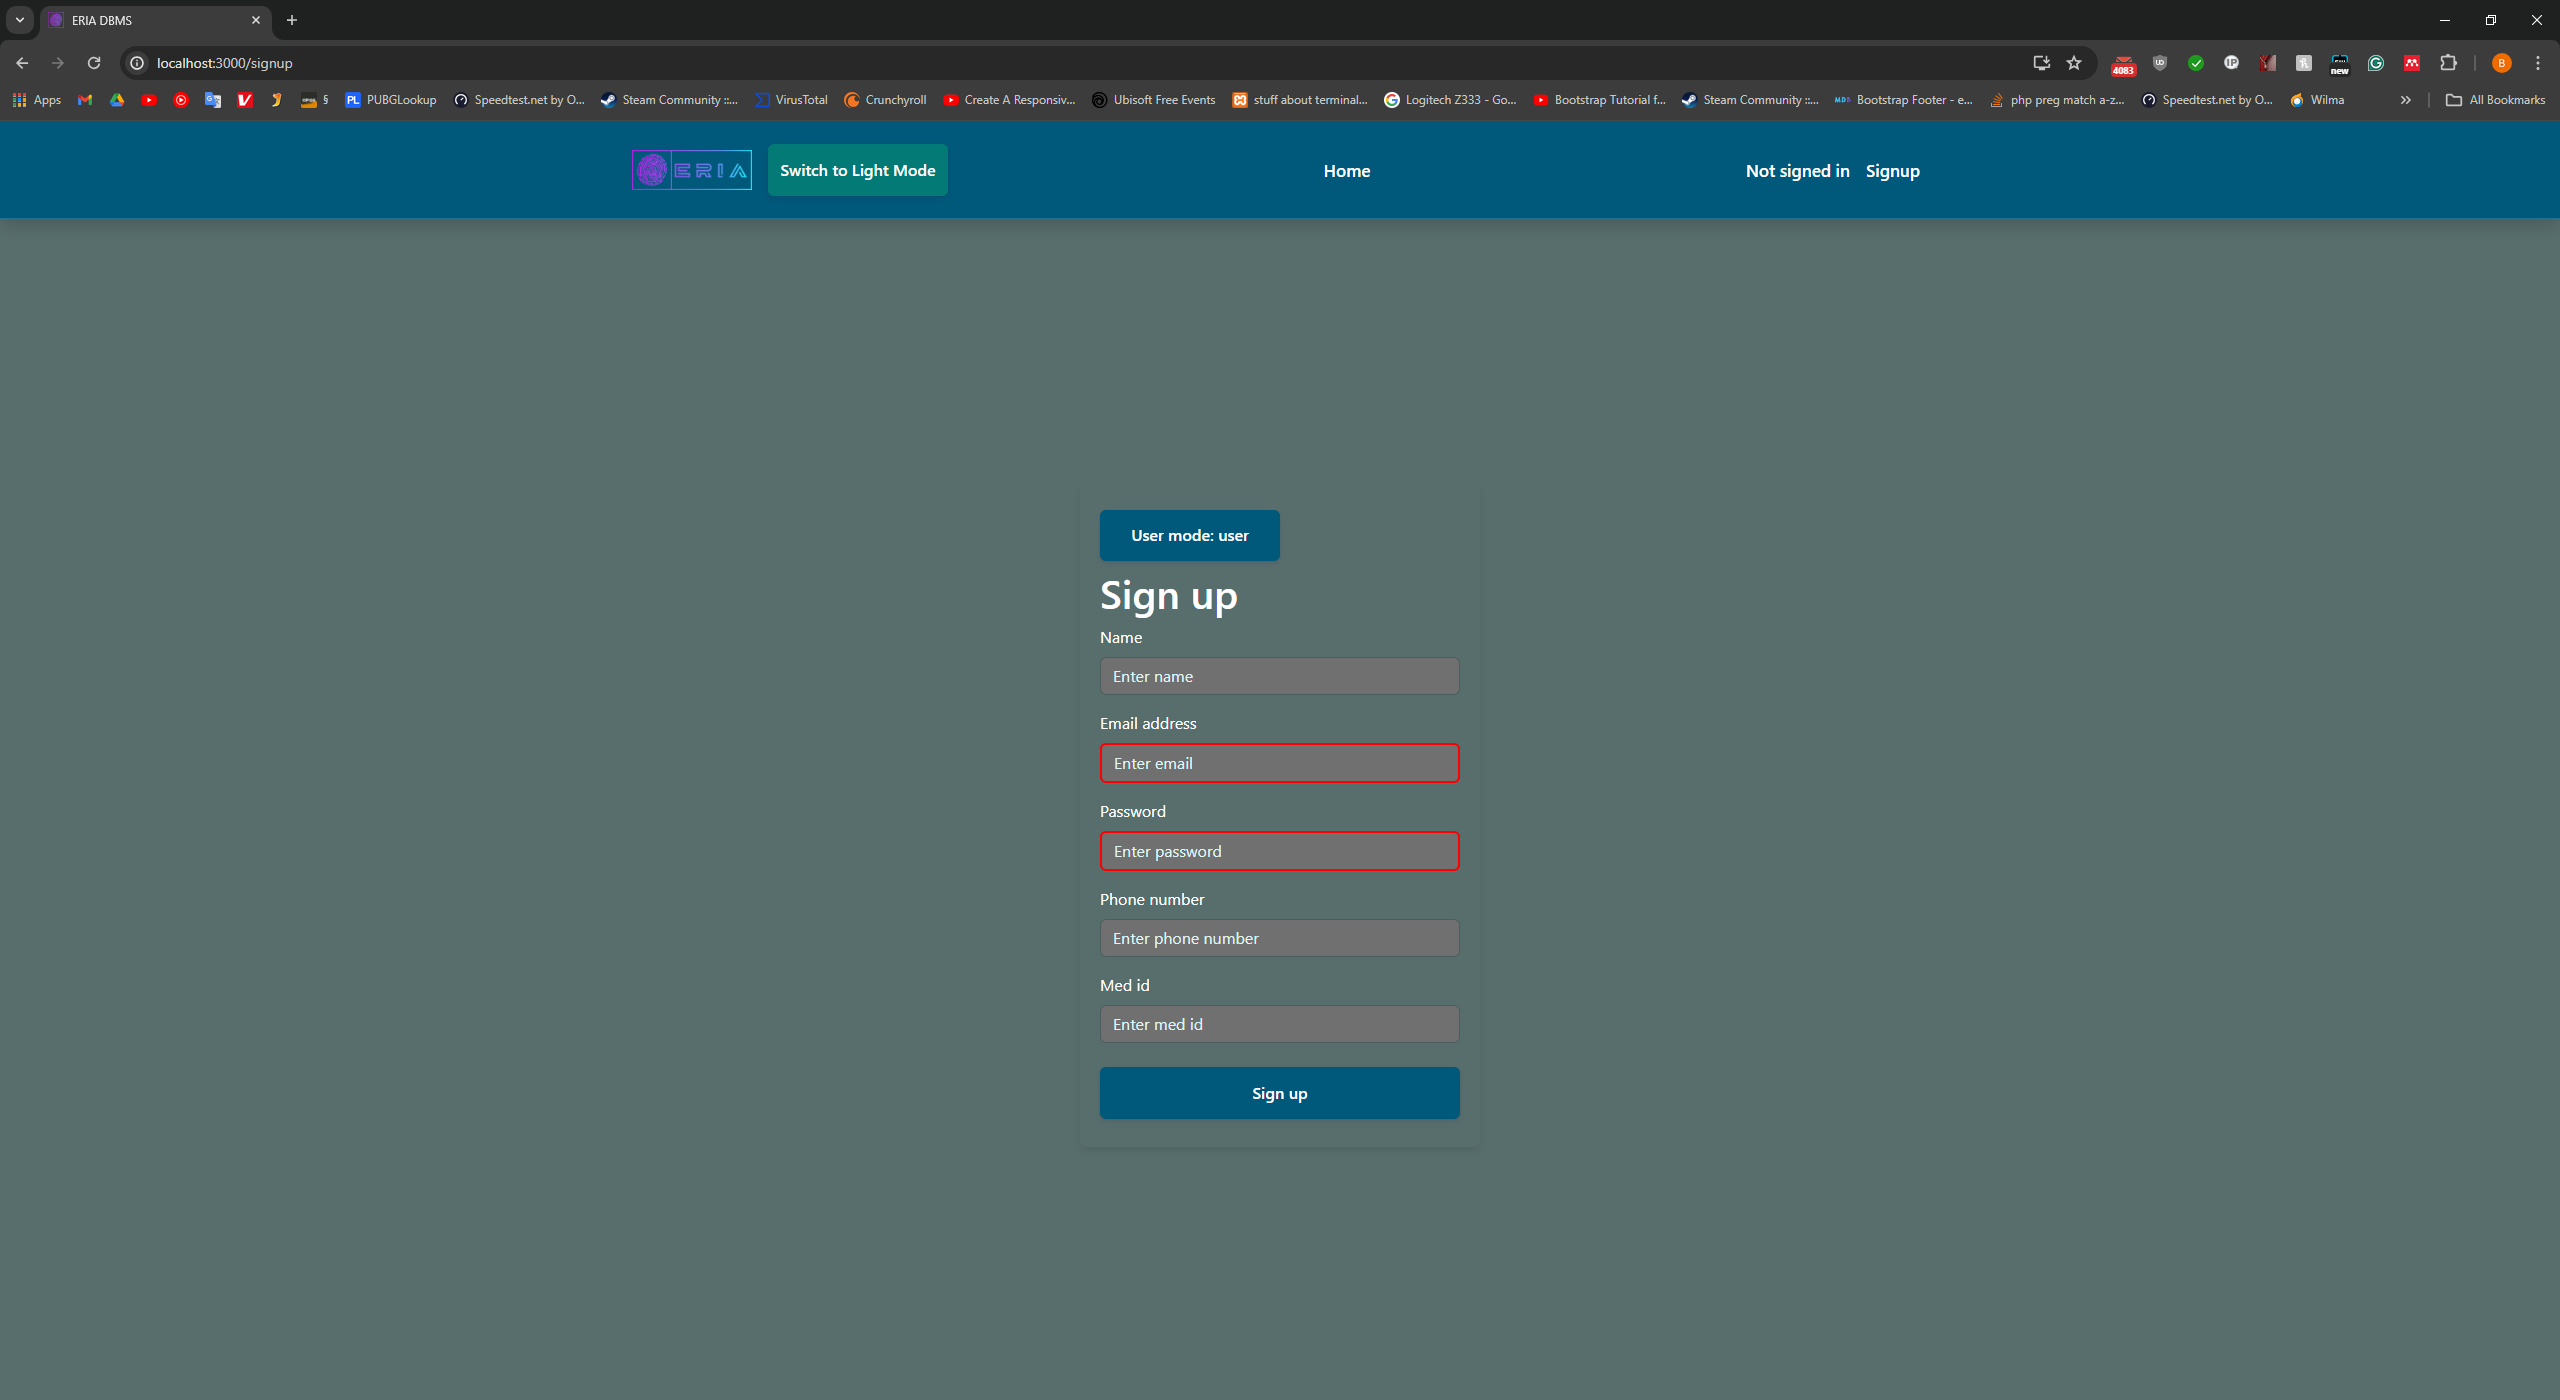 ERIA DBMS
localhost:3000/signup
4083
new
B
Apps
§
PL PUBGLookup
Speedtest.net by O...
Steam Community ::...
VirusTotal
Crunchyroll
Create A Responsiv...
Ubisoft Free Events
stuff about terminal...
Logitech Z333 - Go...
Bootstrap Tutorial f...
Steam Community ::...
Bootstrap Footer - e...
php preg match a-z...
Speedtest.net by O...
Wilma
All Bookmarks
ERIA
Switch to Light Mode
Home
Not signed in
Signup
User mode: user
Sign up
Name
Enter name
Email address
Enter email
Password
Enter password
Phone number
Enter phone number
Med id
Enter med id
Sign up